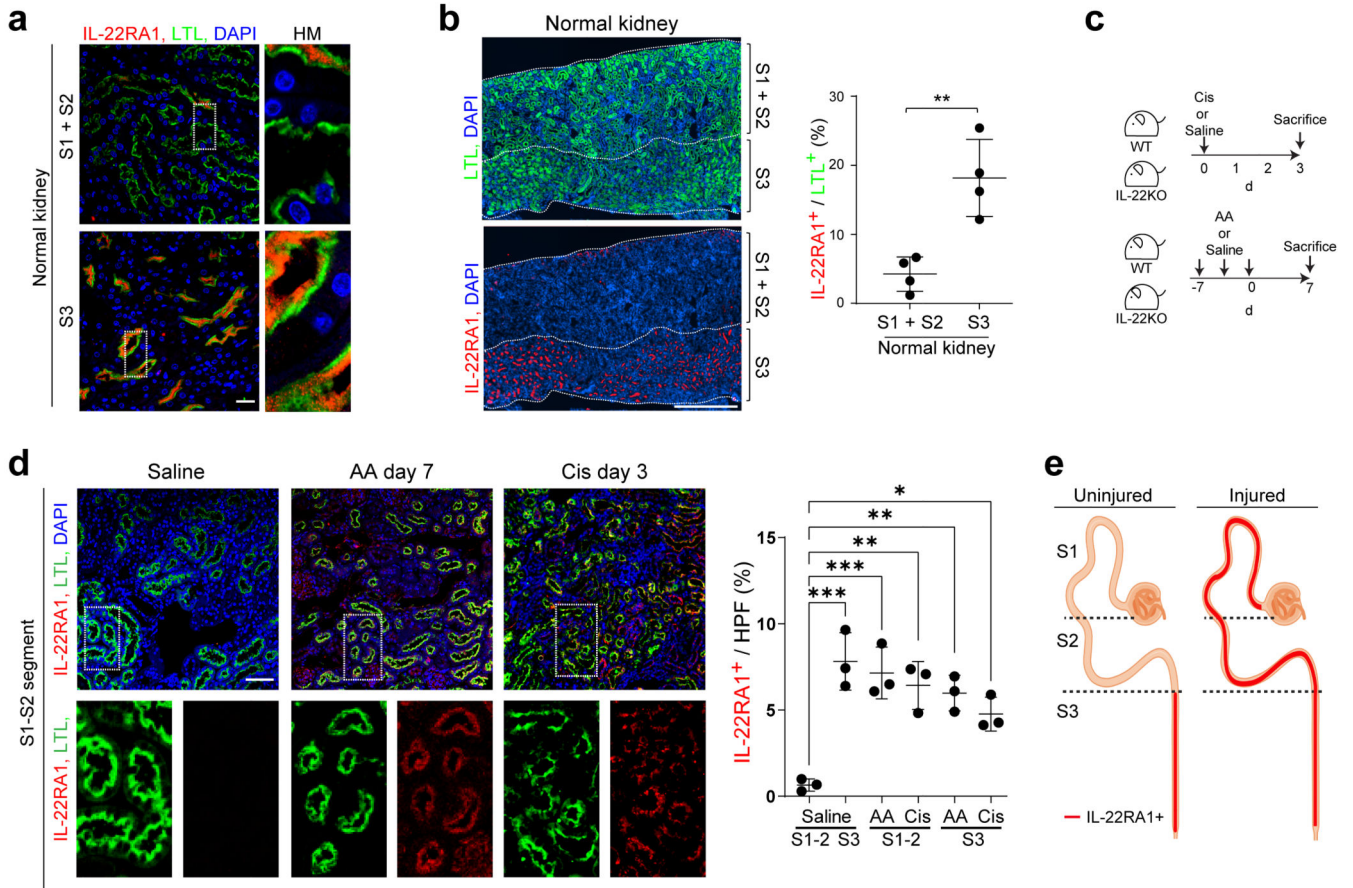 a
IL-22RA1, LTL, DAPI
HM
Normal kidney
S1 + S2
S3
b
Normal kidney
LTL, DAPI
S1 + S2
S3
IL-22RA1, DAPI
S1 + S2
S3
IL-22RA1+ / LTL+ (%)
30
20
10
0
**
S1 + S2
S3
Normal kidney
c
Cis
or
Saline
Sacrifice
WT
IL-22KO
0
1
2
3
d
AA
or
Saline
Sacrifice
WT
IL-22KO
-7
0
7
d
d
Saline
AA day 7
Cis day 3
S1-S2 segment
IL-22RA1, LTL, DAPI
IL-22RA1, LTL,
IL-22RA1+ / HPF (%)
15
10
5
0
*
**
**
***
***
Saline
AA Cis
AA Cis
S1-2 S3
S1-2
S3
e
Uninjured
Injured
S1
S2
S3
IL-22RA1+